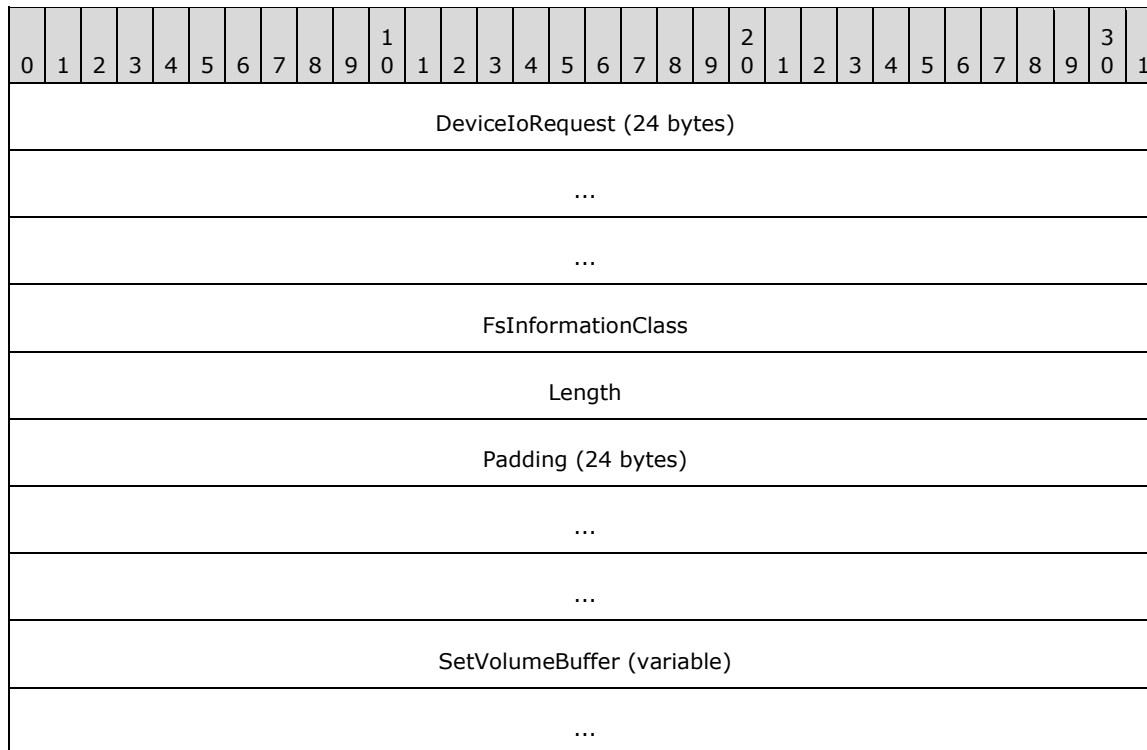 1 2 3
0 1 2 3 4 5 6 7 8 9 0 1 2 3 4 5 6 7 8 9 0 1 2 3 4 5 6 7 8 9 0 1
DeviceIoRequest (24 bytes)
...
...
FsInformationClass
Length
Padding (24 bytes)
...
...
SetVolumeBuffer (variable)
...